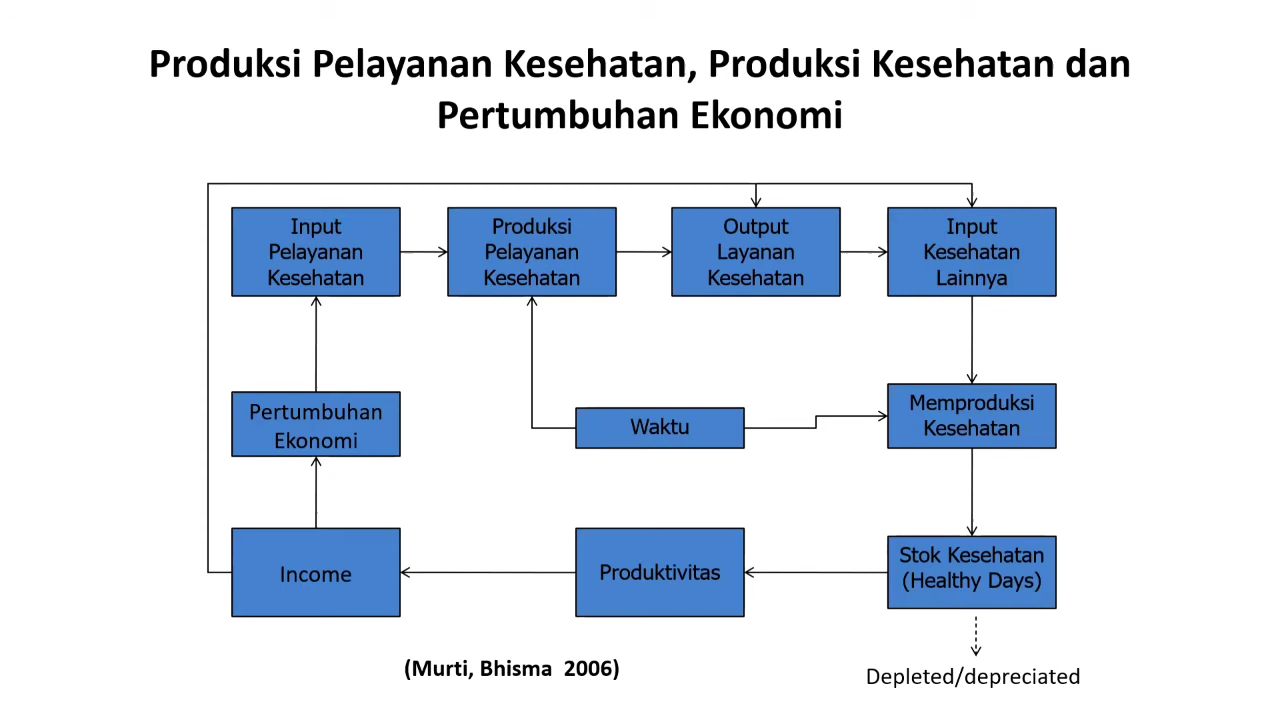 Produksi Pelayanan Kesehatan, Produksi Kesehatan dan
Pertumbuhan Ekonomi
Input
Pelayanan
Kesehatan
Produksi
Pelayanan
Kesehatan
Output
Layanan
Kesehatan
Input
Kesehatan
Lainnya
Pertumbuhan
Ekonomi
Waktu
Memproduksi
Kesehatan
Income
Produktivitas
Stok Kesehatan
(Healthy Days)
(Murti, Bhisma 2006)
Depleted/depreciated